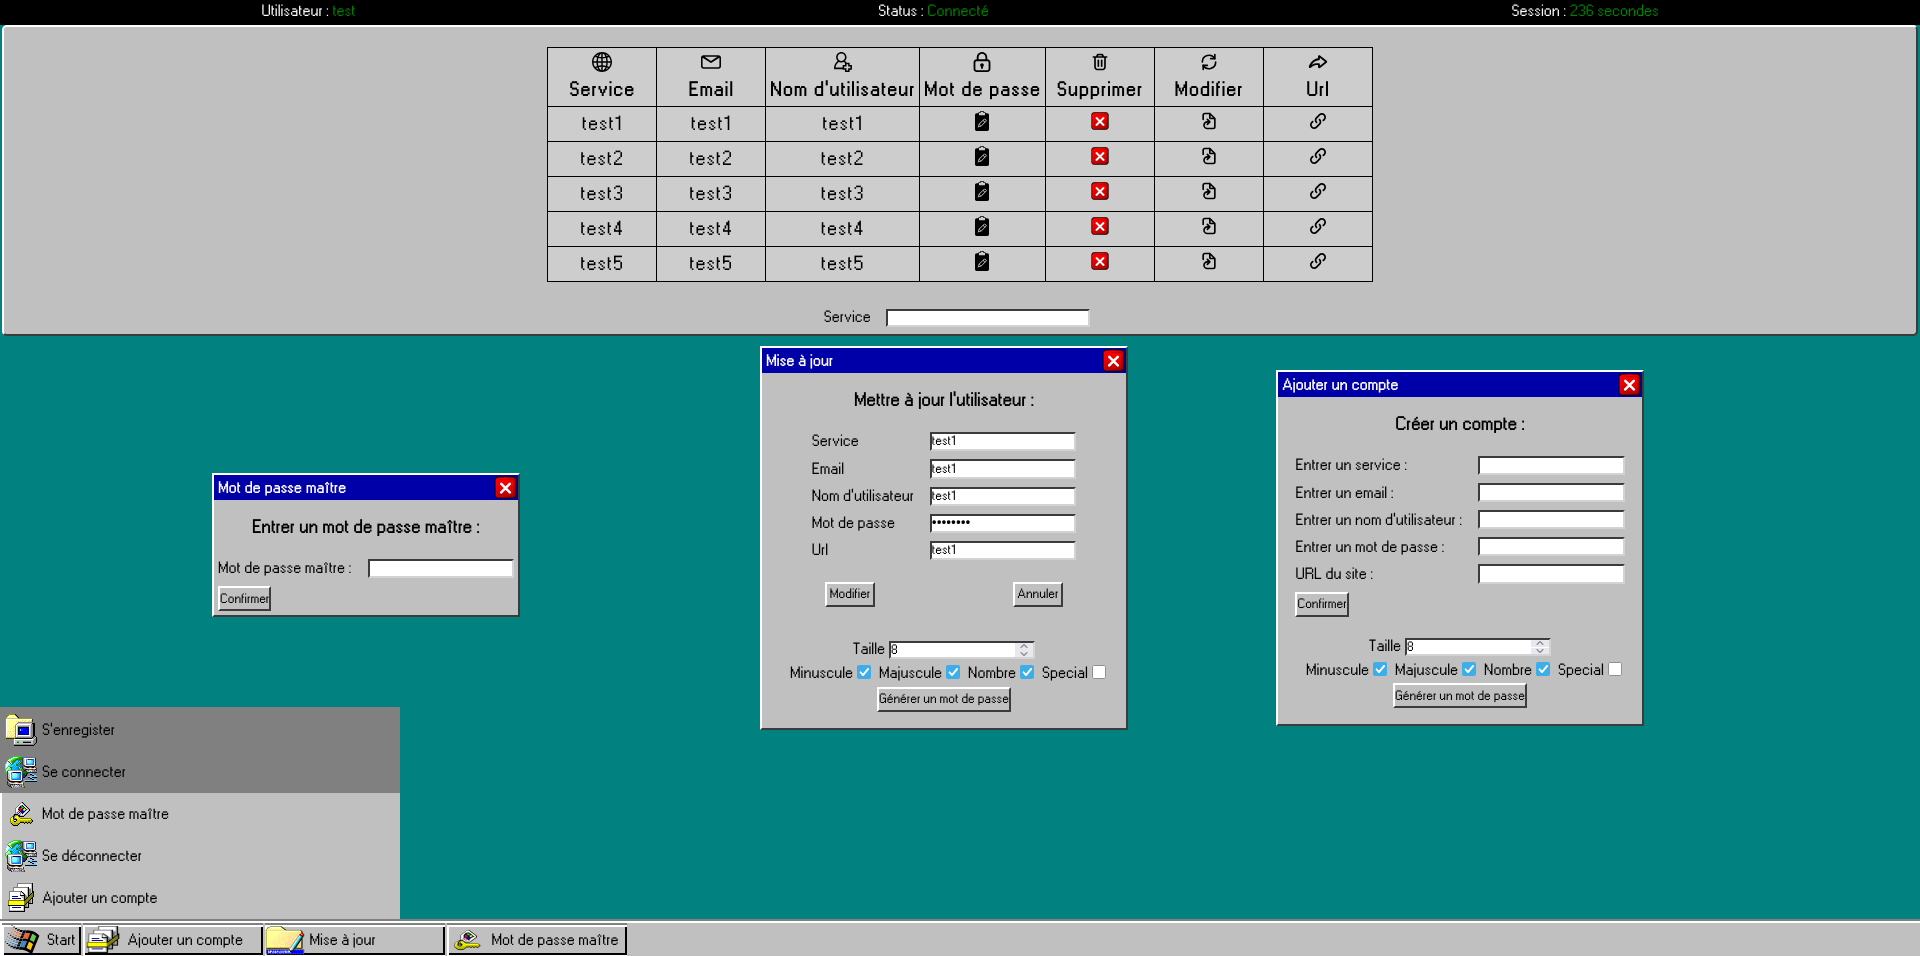 Utilisateur : test Status : Connecté Session : 236 secondes
Service Email Nom d'utilisateur Mot de passe Supprimer Modifier Url
test1 test1 test1
test2 test2 test2
test3 test3 test3
test4 test4 test4
test5 test5 test5
Service
Mot de passe maître
Entrer un mot de passe maître :
Mot de passe maître :
Confirmer
Mise à jour
Mettre à jour l'utilisateur :
Service test1
Email test1
Nom d'utilisateur test1
Mot de passe ••••••••
Url test1
Modifier Annuler
Taille 8
Minuscule Majuscule Nombre Special
Générer un mot de passe
Ajouter un compte
Créer un compte :
Entrer un service :
Entrer un email :
Entrer un nom d'utilisateur :
Entrer un mot de passe :
URL du site :
Confirmer
Taille 8
Minuscule Majuscule Nombre Special
Générer un mot de passe
S'enregister
Se connecter
Mot de passe maître
Se déconnecter
Ajouter un compte
Start Ajouter un compte Mise à jour Mot de passe maître